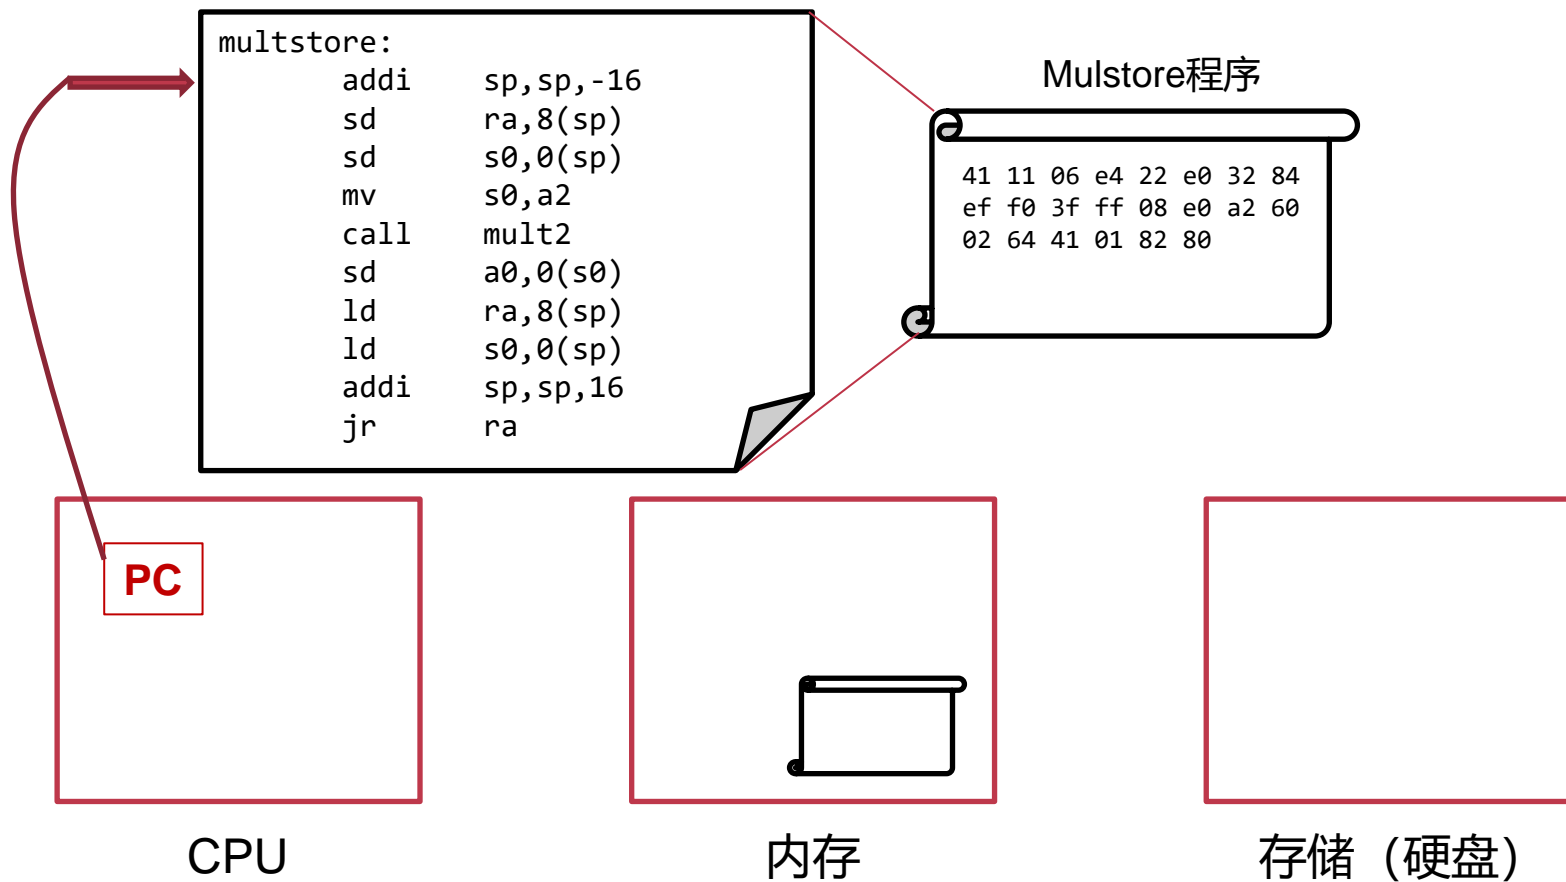 multstore:
addi sp,sp,-16
sd ra,8(sp)
sd s0,0(sp)
mv s0,a2
call mult2
sd a0,0(s0)
ld ra,8(sp)
ld s0,0(sp)
addi sp,sp,16
jr ra
Mulstore程序
41 11 06 e4 22 e0 32 84
ef f0 3f ff 08 e0 a2 60
02 64 41 01 82 80
PC
CPU
内存
存储（硬盘）